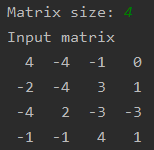 Matrix size: 4
Input matrix
4 -4 -1 0
-2 -4 3 1
-4 2 -3 -3
-1 -1 4 1